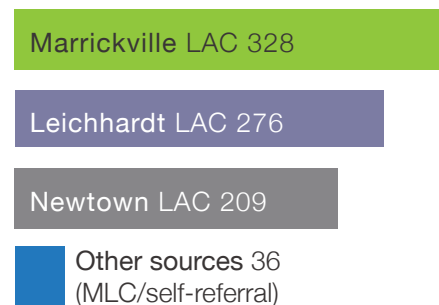 Marrickville LAC 328
Leichhardt LAC 276
Newtown LAC 209
Other sources 36
(MLC/self-referral)